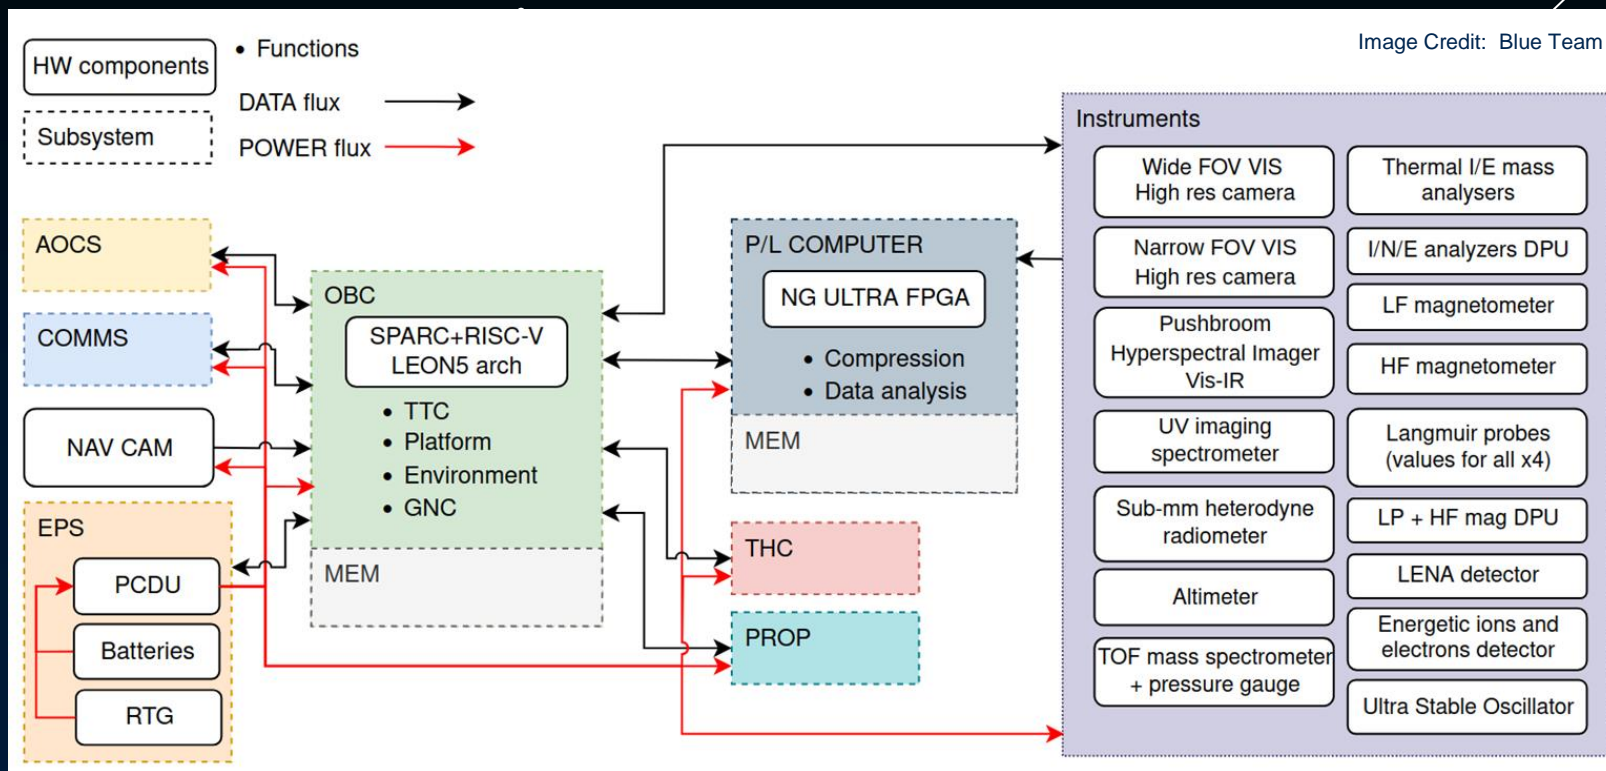 Image Credit: Blue Team
HW components
• Functions
DATA flux
Subsystem
POWER flux
AOCS
COMMS
NAV CAM
EPS
PCDU
Batteries
RTG
OBC
SPARC+RISC-V
LEON5 arch
• TTC
• Platform
• Environment
• GNC
MEM
P/L COMPUTER
NG ULTRA FPGA
• Compression
• Data analysis
MEM
THC
PROP
Instruments
Wide FOV VIS
High res camera
Narrow FOV VIS
High res camera
Pushbroom
Hyperspectral Imager
Vis-IR
UV imaging
spectrometer
Sub-mm heterodyne
radiometer
Altimeter
TOF mass spectrometer
+ pressure gauge
Thermal I/E mass
analysers
I/N/E analyzers DPU
LF magnetometer
HF magnetometer
Langmuir probes
(values for all x4)
LP + HF mag DPU
LENA detector
Energetic ions and
electrons detector
Ultra Stable Oscillator